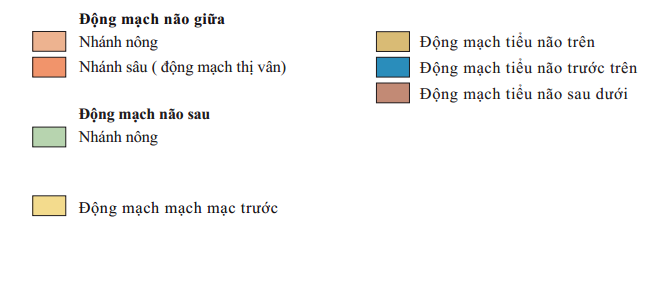 Động mạch não giữa
Nhánh nông
Nhánh sâu ( động mạch thị vân)
Động mạch não sau
Nhánh nông
Động mạch mạch mạc trước
Động mạch tiểu não trên
Động mạch tiểu não trước trên
Động mạch tiểu não sau dưới